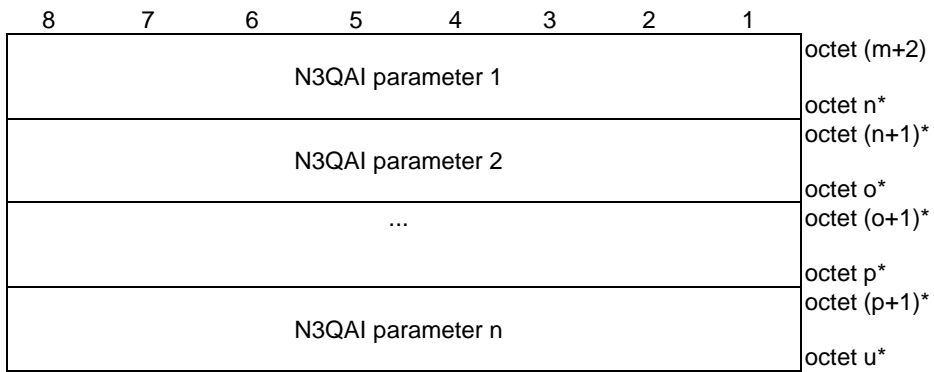 8 7 6 5 4 3 2 1
octet (m+2)
N3QAI parameter 1
octet n*
octet (n+1)*
N3QAI parameter 2
octet o*
... octet (o+1)*
octet p*
octet (p+1)*
N3QAI parameter n
octet u*